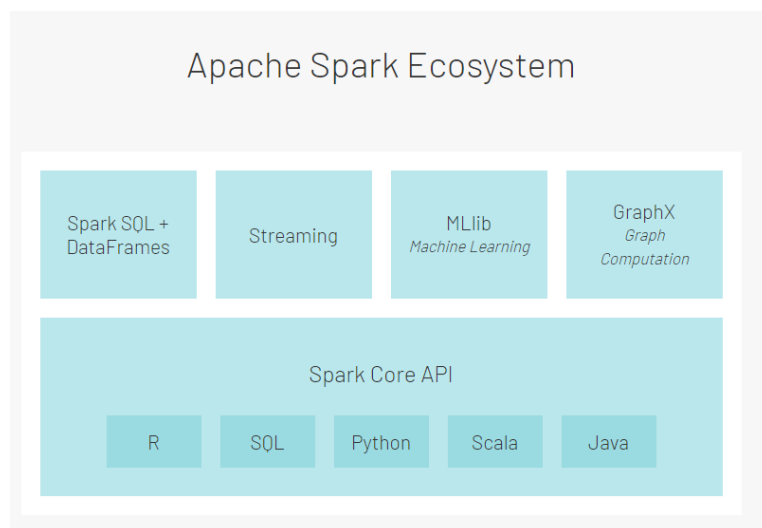 Apache Spark Ecosystem
Spark SQL +
DataFrames
Streaming
MLlib
Machine Learning
GraphX
Graph
Computation
Spark Core API
R
SQL
Python
Scala
Java